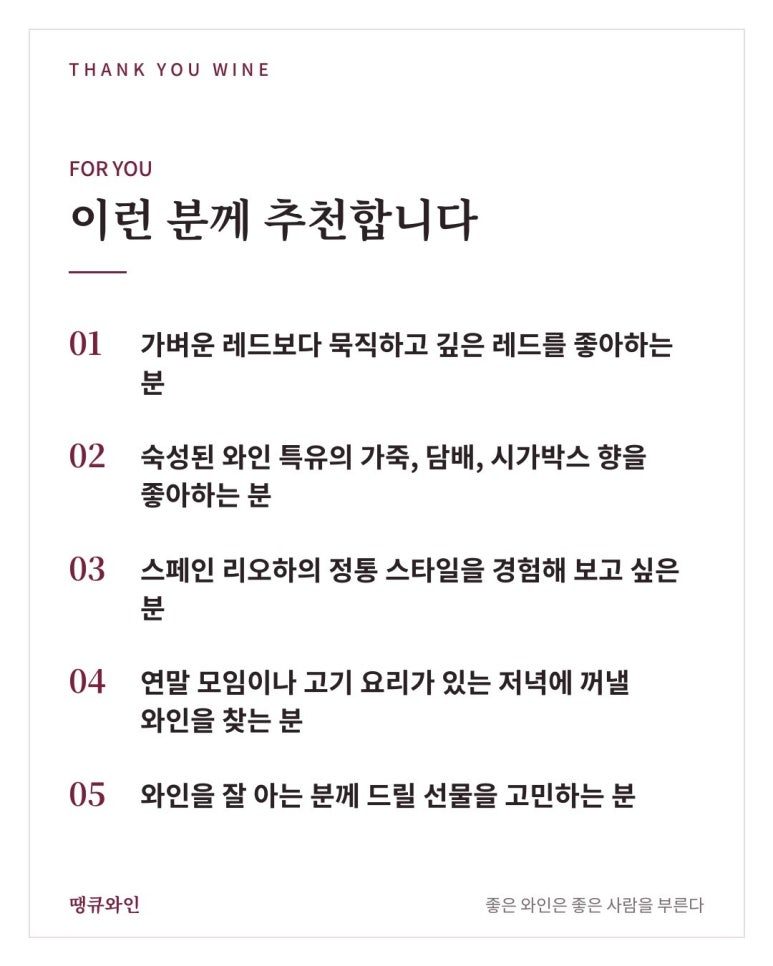 THANK YOU WINE
FOR YOU
이런 분께 추천합니다
01 가벼운 레드보다 묵직하고 깊은 레드를 좋아하는
분
02 숙성된 와인 특유의 가죽, 담배, 시가박스 향을
좋아하는 분
03 스페인 리오하의 정통 스타일을 경험해 보고 싶은
분
04 연말 모임이나 고기 요리가 있는 저녁에 꺼낼
와인을 찾는 분
05 와인을 잘 아는 분께 드릴 선물을 고민하는 분
땡큐와인 좋은 와인은 좋은 사람을 부른다